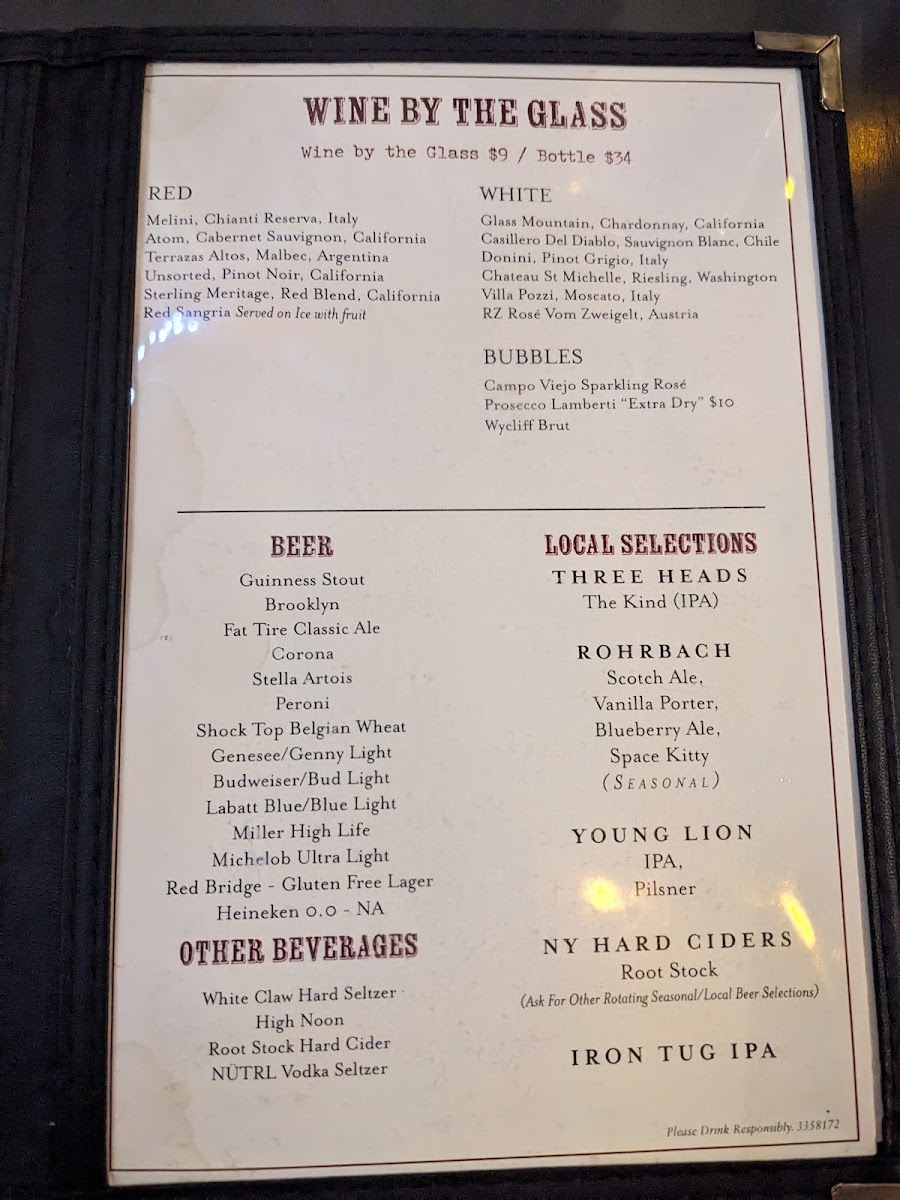 WINE BY THE GLASS
Wine by the Glass $9 / Bottle $34
RED
Melini, Chianti Reserva, Italy
Atom, Cabernet Sauvignon, California
Terrazas Altos, Malbec, Argentina
Unsorted, Pinot Noir, California
Sterling Meritage, Red Blend, California
Red Sangria Served on Ice with fruit
WHITE
Glass Mountain, Chardonnay, California
Casillero Del Diablo, Sauvignon Blanc, Chile
Donini, Pinot Grigio, Italy
Chateau St Michelle, Riesling, Washington
Villa Pozzi, Moscato, Italy
RZ Rosé Vom Zweigelt, Austria
BUBBLES
Campo Viejo Sparkling Rosé
Prosecco Lamberti “Extra Dry” $10
Wycliff Brut
BEER
Guinness Stout
Brooklyn
Fat Tire Classic Ale
Corona
Stella Artois
Peroni
Shock Top Belgian Wheat
Genesee/Genny Light
Budweiser/Bud Light
Labatt Blue/Blue Light
Miller High Life
Michelob Ultra Light
Red Bridge - Gluten Free Lager
Heineken 0.0 - NA
OTHER BEVERAGES
White Claw Hard Seltzer
High Noon
Root Stock Hard Cider
NÜTRL Vodka Seltzer
LOCAL SELECTIONS
THREE HEADS
The Kind (IPA)
ROHRBACH
Scotch Ale,
Vanilla Porter,
Blueberry Ale,
Space Kitty
(SEASONAL)
YOUNG LION
IPA,
Pilsner
NY HARD CIDERS
Root Stock
(Ask For Other Rotating Seasonal/Local Beer Selections)
IRON TUG IPA
Please Drink Responsibly. 3358172